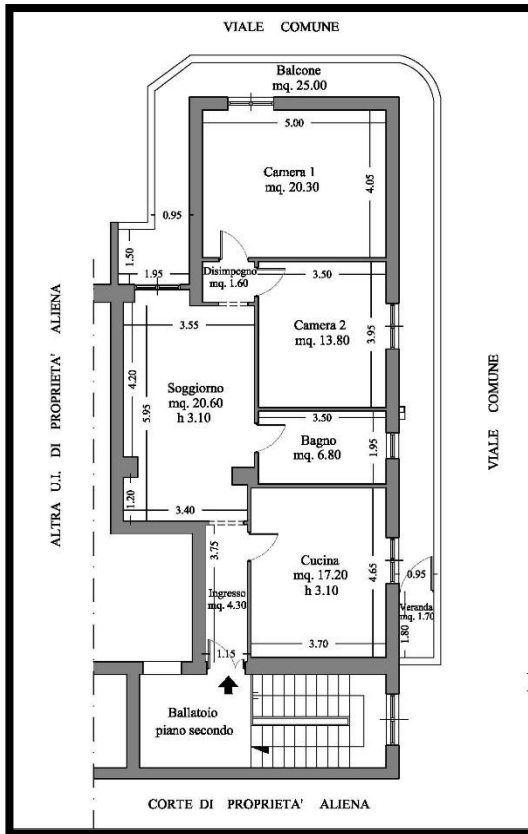 VIALE COMUNE
Balcone
mq. 25.00
5.00
Camera 1
mq. 20.30
4.05
0.95
1.50
1.95
Disimpegno
mq. 1.60
3.50
3.55
Camera 2
mq. 13.80
3.95
4.20
5.95
Soggiorno
mq. 20.60
h 3.10
3.50
Bagno
mq. 6.80
1.95
1.20
3.40
3.75
Cucina
mq. 17.20
h 3.10
4.65
0.95
Ingresso
mq. 4.30
Veranda
mq. 1.70
1.80
3.70
1.15
Ballatoio
piano secondo
ALTRA U.I. DI PROPRIETA' ALIENA
VIALE COMUNE
CORTE DI PROPRIETA' ALIENA